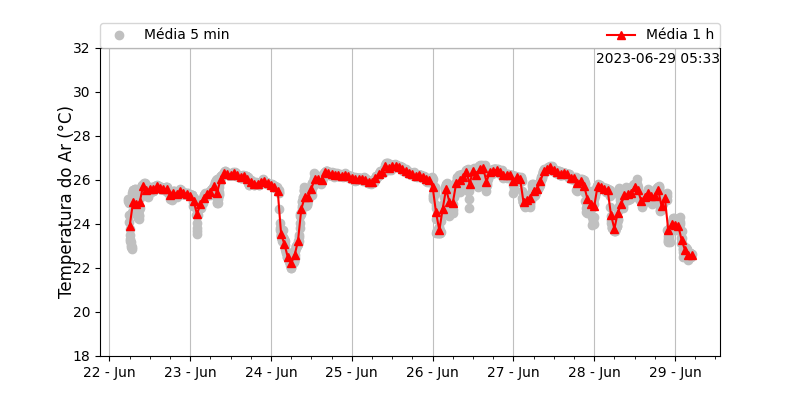 Média 5 min
Média 1 h
2023-06-29 05:33
Temperatura do Ar (°C)
32
30
28
26
24
22
20
18
22 - Jun
23 - Jun
24 - Jun
25 - Jun
26 - Jun
27 - Jun
28 - Jun
29 - Jun